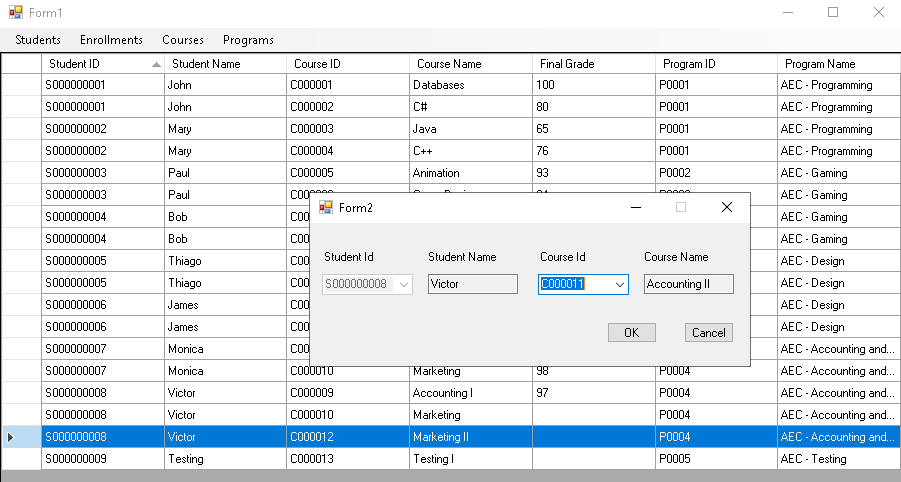 Form1
Students Enrollments Courses Programs
Student ID Student Name Course ID Course Name Final Grade Program ID Program Name
S000000001 John C000001 Databases 100 P0001 AEC - Programming
S000000001 John C000002 C# 80 P0001 AEC - Programming
S000000002 Mary C000003 Java 65 P0001 AEC - Programming
S000000002 Mary C000004 C++ 76 P0001 AEC - Programming
S000000003 Paul C000005 Animation 93 P0002 AEC - Gaming
S000000003 Paul AEC - Gaming
S000000004 Bob AEC - Gaming
S000000004 Bob AEC - Gaming
S000000005 Thiago AEC - Design
S000000005 Thiago AEC - Design
S000000006 James AEC - Design
S000000006 James AEC - Design
S000000007 Monica AEC - Accounting and...
S000000007 Monica C000010 Marketing 98 P0004 AEC - Accounting and...
S000000008 Victor C000009 Accounting I 97 P0004 AEC - Accounting and...
S000000008 Victor C000010 Marketing P0004 AEC - Accounting and...
S000000008 Victor C000012 Marketing II P0004 AEC - Accounting and...
S000000009 Testing C000013 Testing I P0005 AEC - Testing
Form2
Student Id Student Name Course Id Course Name
S000000008 Victor C000011 Accounting II
OK Cancel